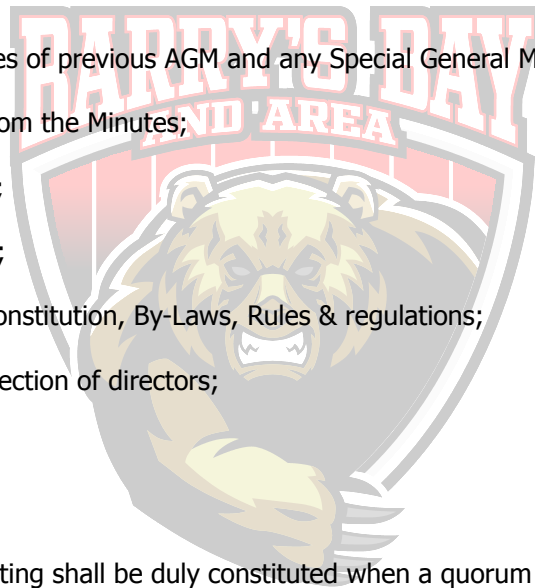 BARRY'S DAY
AND AREA
es of previous AGM and any Special General M
om the Minutes;
;
;
onstitution, By-Laws, Rules & regulations;
ection of directors;
ting shall be duly constituted when a quorum